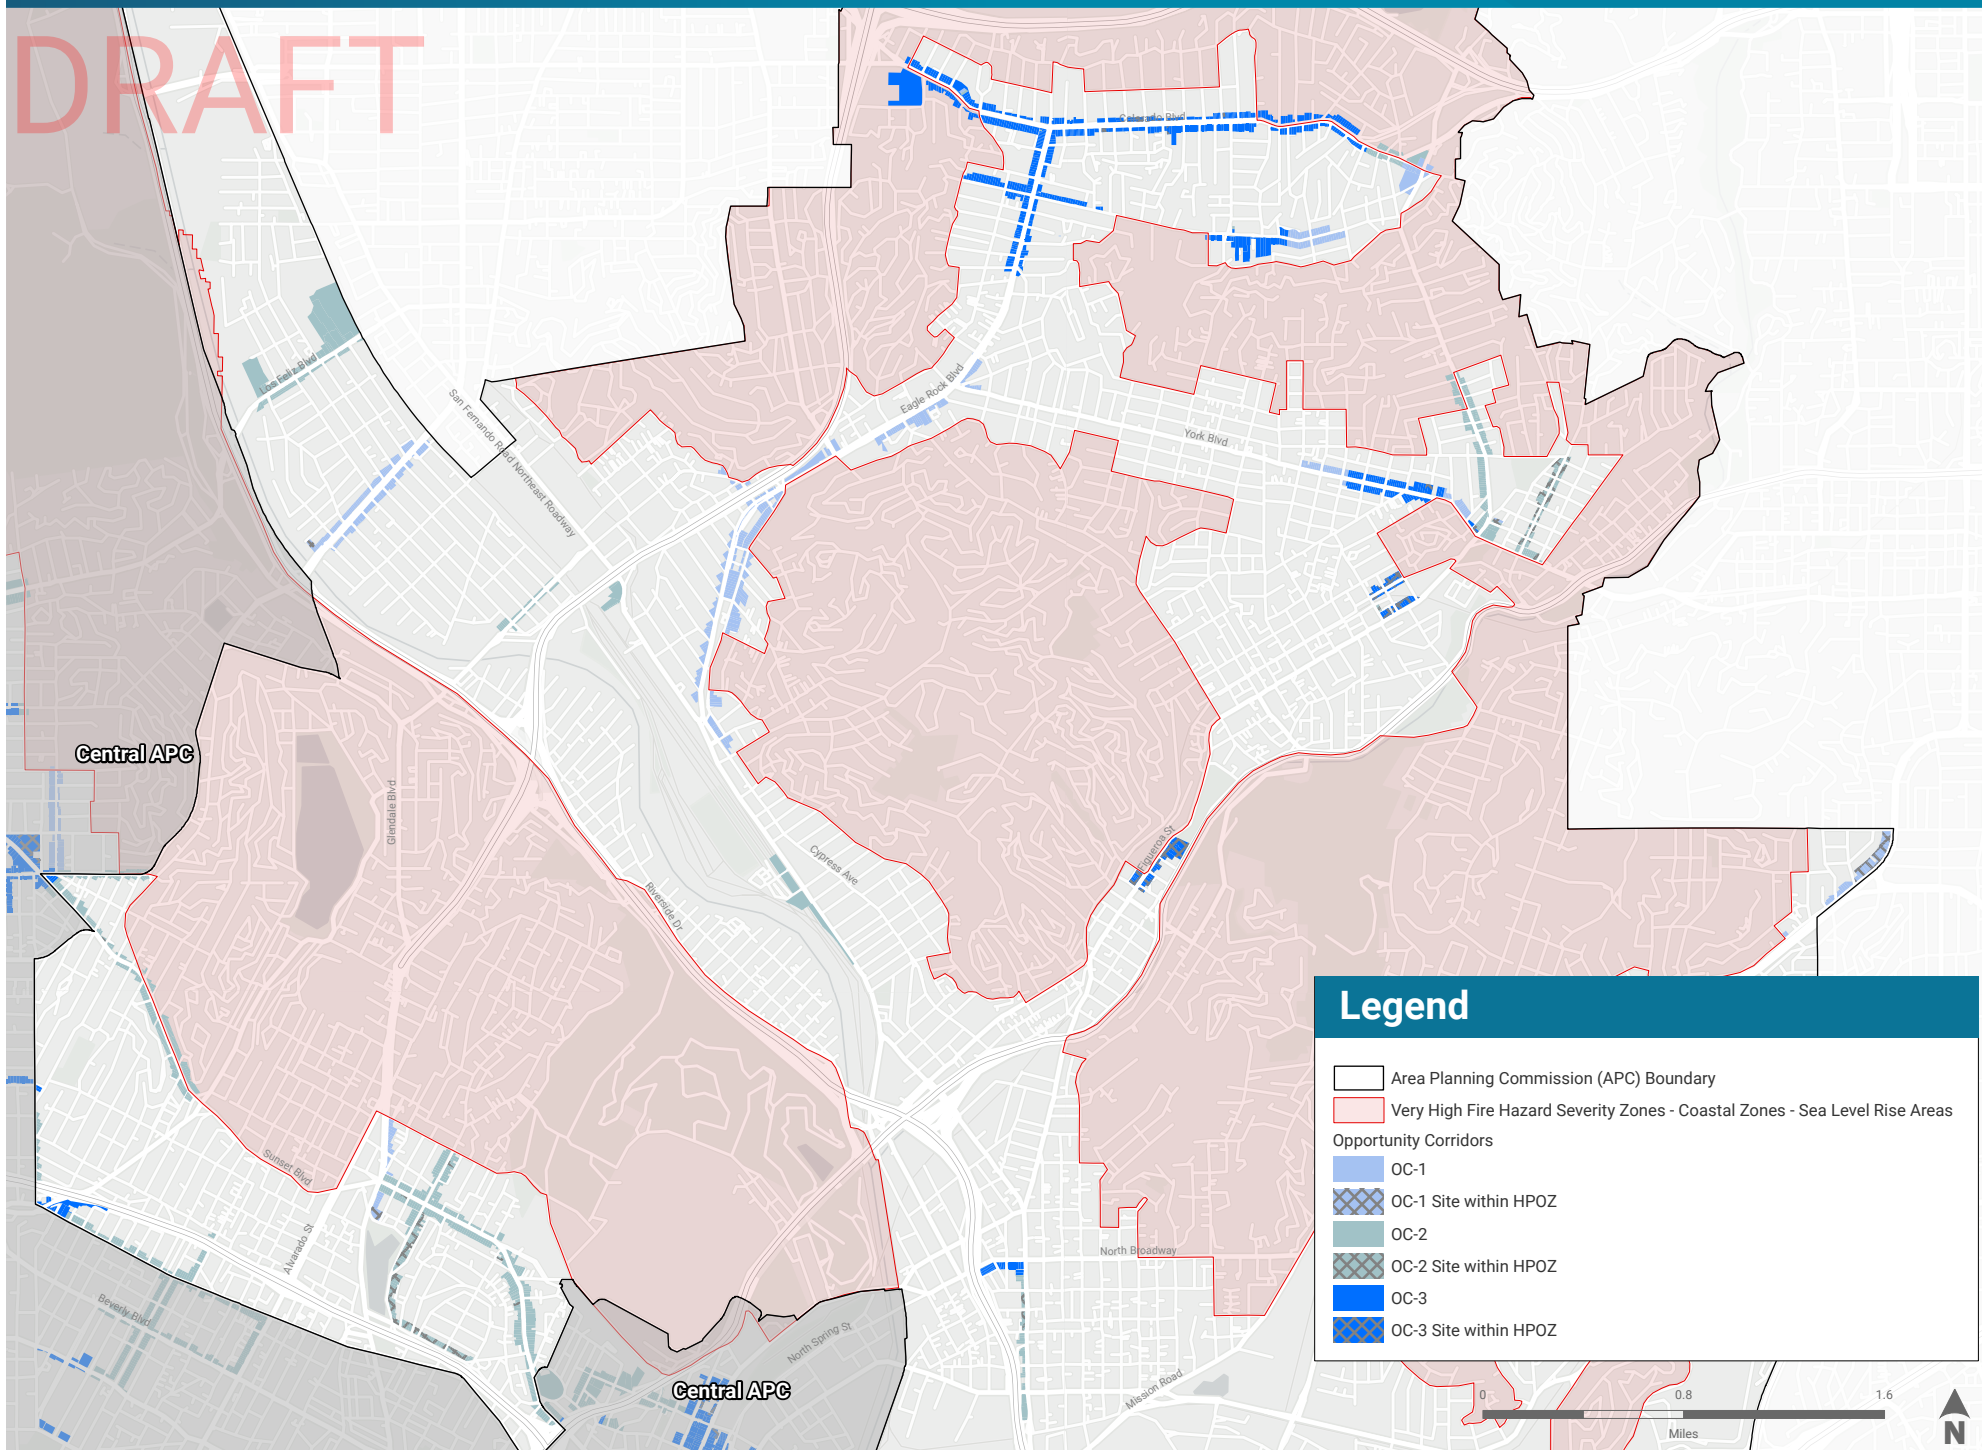 DRAFT
Colorado Blvd
Los Feliz Blvd
San Fernando Road Northeast Roadway
Eagle Rock Blvd
York Blvd
Central APC
Glendale Blvd
Figueroa St
Cypress Ave
Riverside Dr
Sunset Blvd
Alvarado St
Beverly Blvd
North Broadway
North Spring St
Mission Road
Central APC
Legend
Area Planning Commission (APC) Boundary
Very High Fire Hazard Severity Zones - Coastal Zones - Sea Level Rise Areas
Opportunity Corridors
OC-1
OC-1 Site within HPOZ
OC-2
OC-2 Site within HPOZ
OC-3
OC-3 Site within HPOZ
0 0.8 1.6
Miles
N